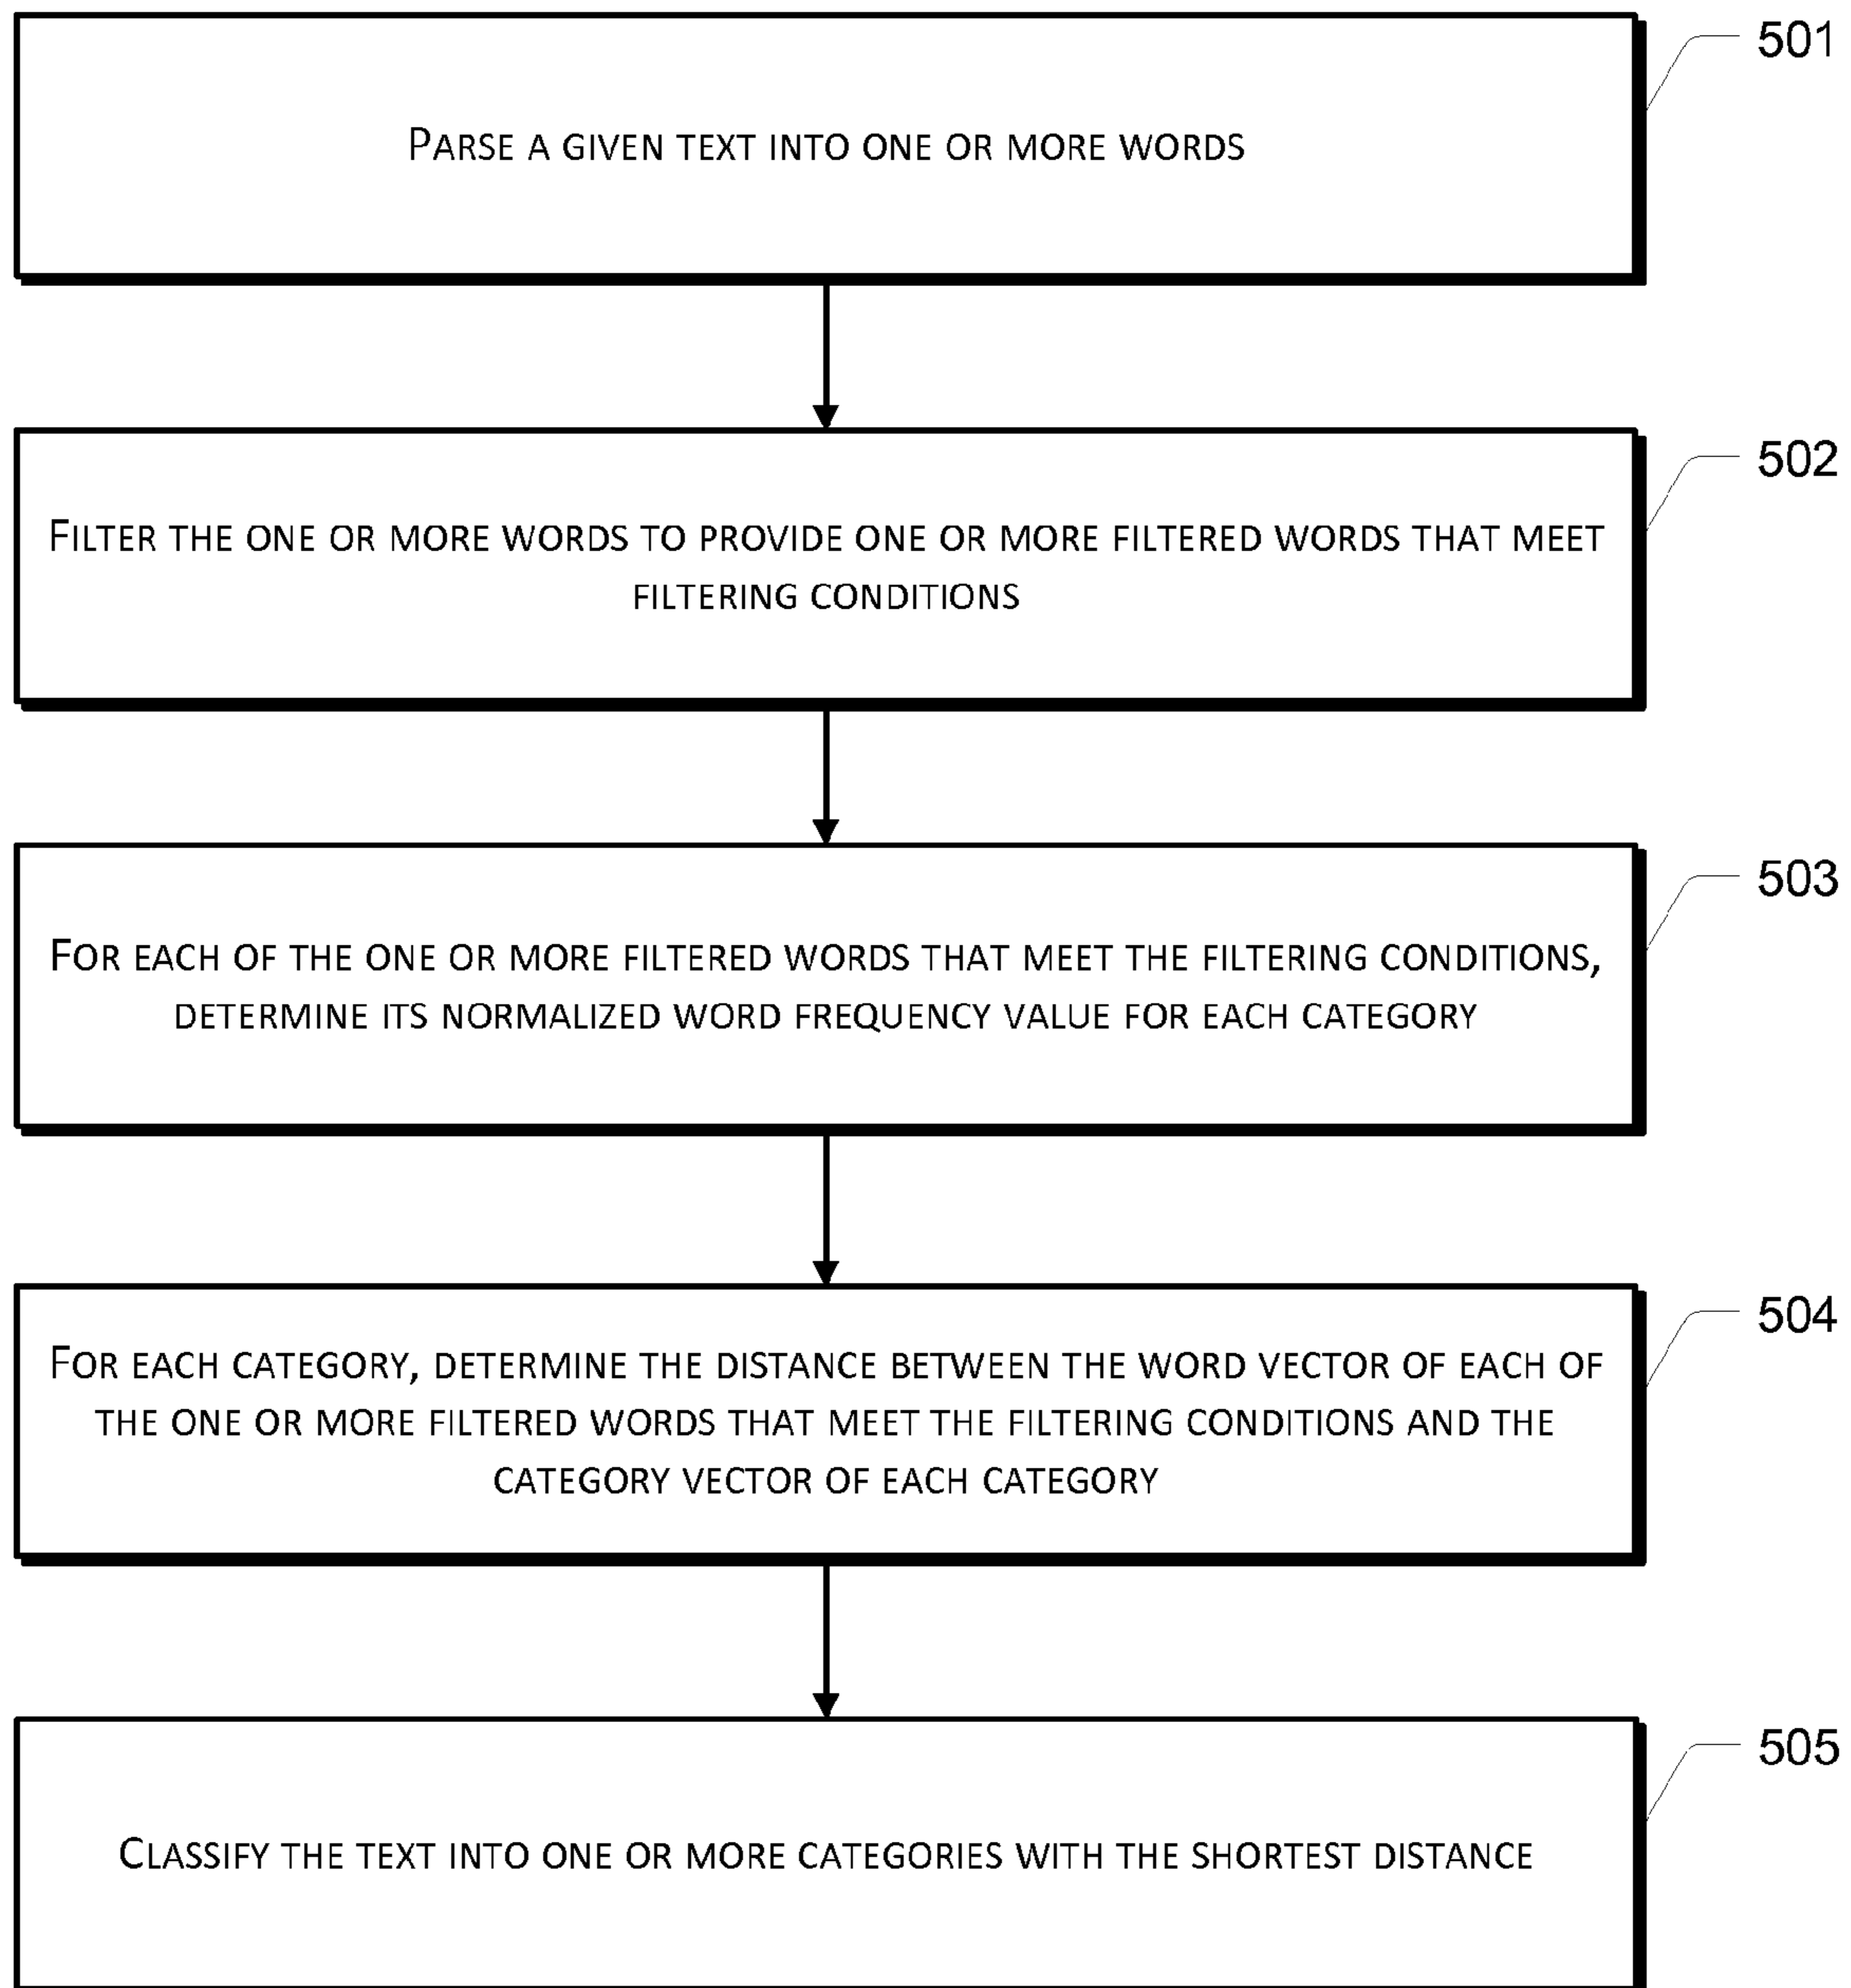 501
PARSE A GIVEN TEXT INTO ONE OR MORE WORDS
502
FILTER THE ONE OR MORE WORDS TO PROVIDE ONE OR MORE FILTERED WORDS THAT MEET
FILTERING CONDITIONS
503
FOR EACH OF THE ONE OR MORE FILTERED WORDS THAT MEET THE FILTERING CONDITIONS,
DETERMINE ITS NORMALIZED WORD FREQUENCY VALUE FOR EACH CATEGORY
504
FOR EACH CATEGORY, DETERMINE THE DISTANCE BETWEEN THE WORD VECTOR OF EACH OF
THE ONE OR MORE FILTERED WORDS THAT MEET THE FILTERING CONDITIONS AND THE
CATEGORY VECTOR OF EACH CATEGORY
505
CLASSIFY THE TEXT INTO ONE OR MORE CATEGORIES WITH THE SHORTEST DISTANCE